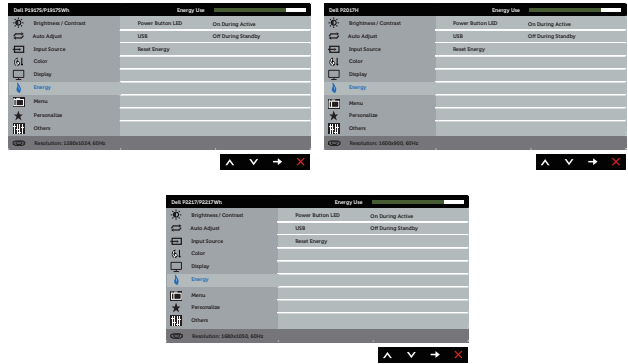 Dell P1917S/P1917SWh Energy Use
Brightness / Contrast Power Button LED On During Active
Auto Adjust USB Off During Standby
Input Source Reset Energy
Color
Display
Energy
Menu
Personalize
Others
Resolution: 1280x1024, 60Hz
Dell P2017H Energy Use
Brightness / Contrast Power Button LED On During Active
Auto Adjust USB Off During Standby
Input Source Reset Energy
Color
Display
Energy
Menu
Personalize
Others
Resolution: 1600x900, 60Hz
Dell P2217/P2217Wh Energy Use
Brightness / Contrast Power Button LED On During Active
Auto Adjust USB Off During Standby
Input Source Reset Energy
Color
Display
Energy
Menu
Personalize
Others
Resolution: 1680x1050, 60Hz